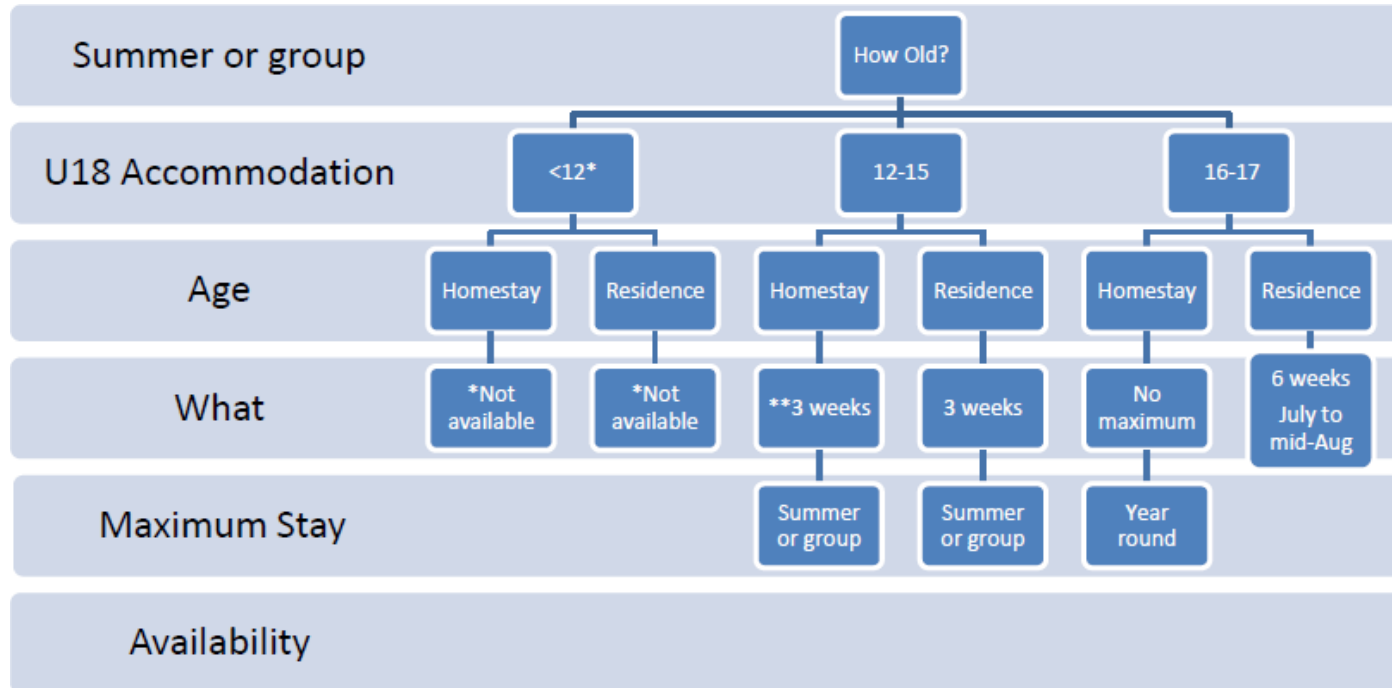 Summer or group
How Old?
U18 Accommodation
<12*
12-15
16-17
Age
Homestay
Residence
Homestay
Residence
Homestay
Residence
What
*Not
available
*Not
available
**3 weeks
3 weeks
No
maximum
6 weeks
July to
mid-Aug
Maximum Stay
Summer
or group
Summer
or group
Year
round
Availability